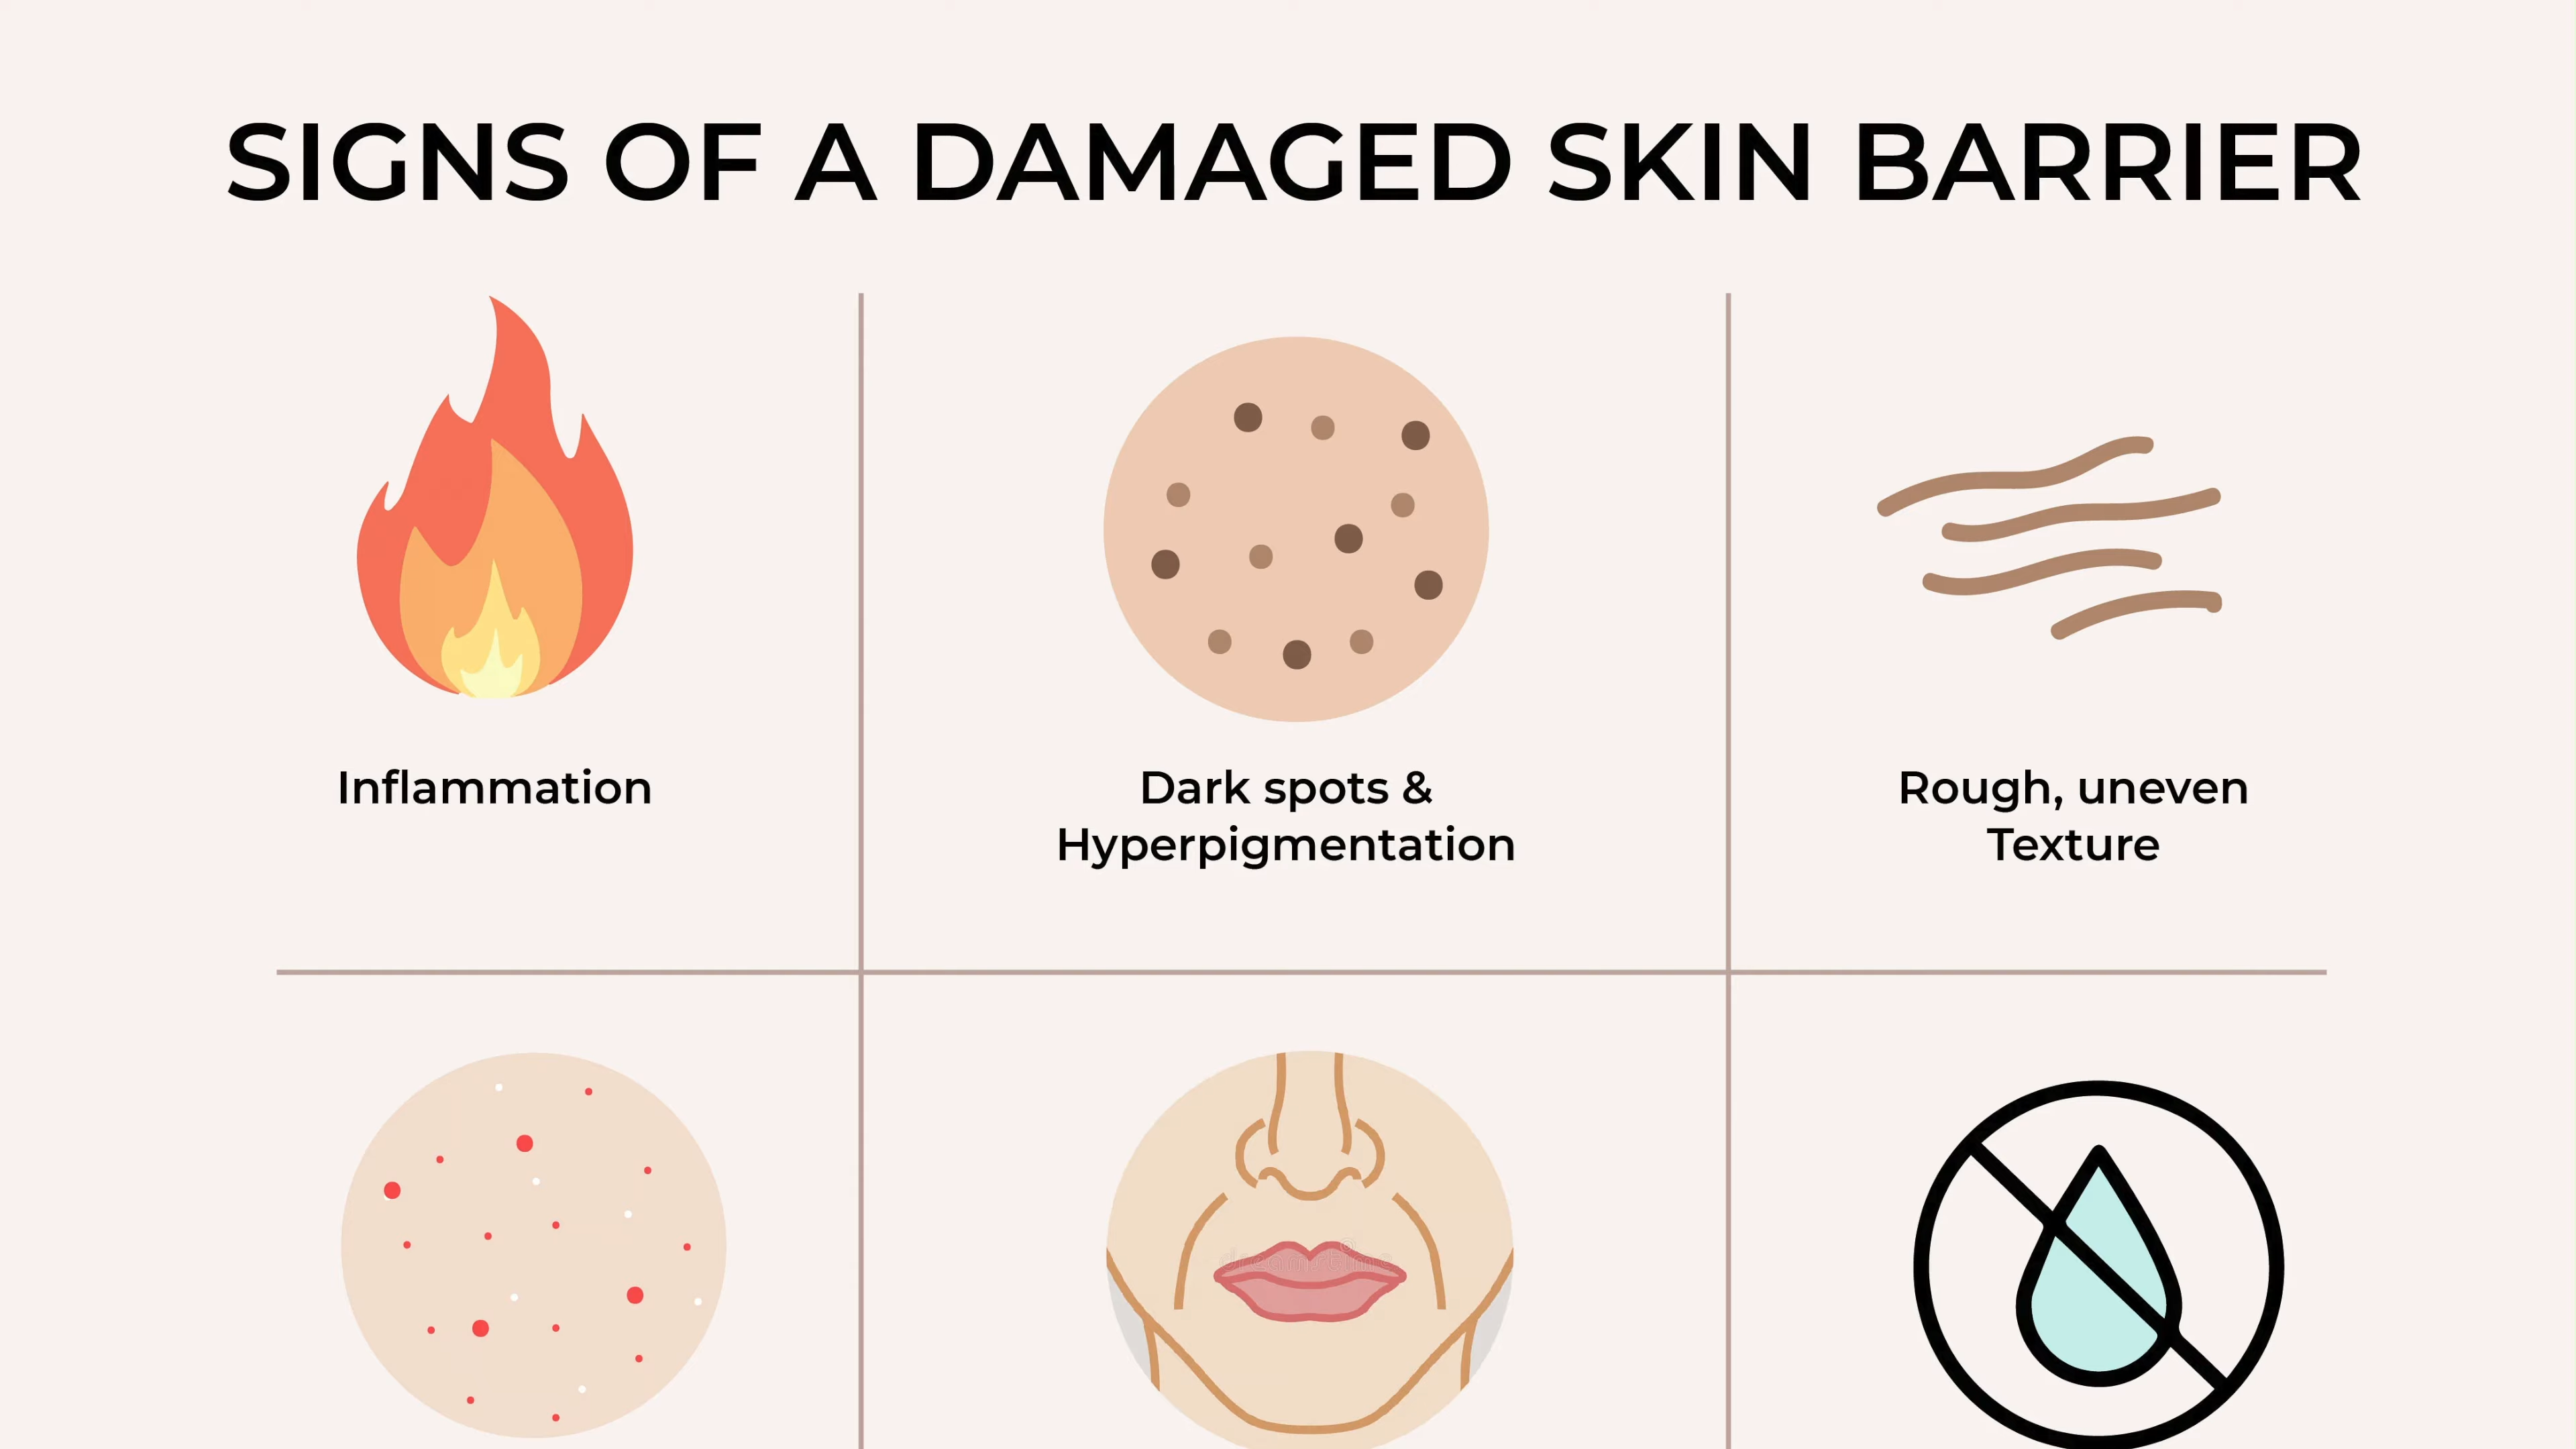 SIGNS OF A DAMAGED SKIN BARRIER
Inflammation
Dark spots &
Hyperpigmentation
Rough, uneven
Texture